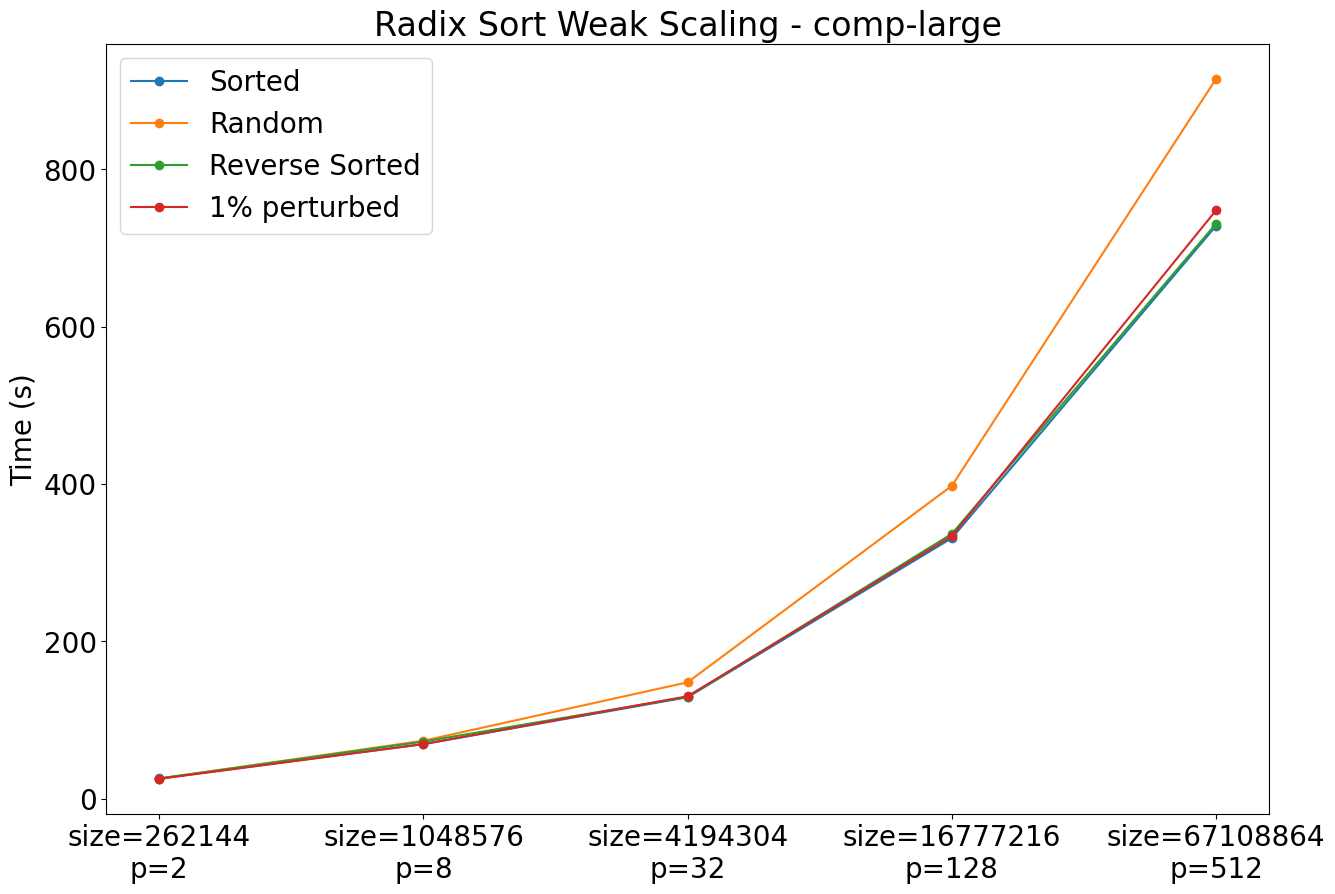 Radix Sort Weak Scaling - comp-large
Sorted
Random
Reverse Sorted
1% perturbed
Time (s)
800
600
400
200
0
size=262144
p=2
size=1048576
p=8
size=4194304
p=32
size=16777216
p=128
size=67108864
p=512